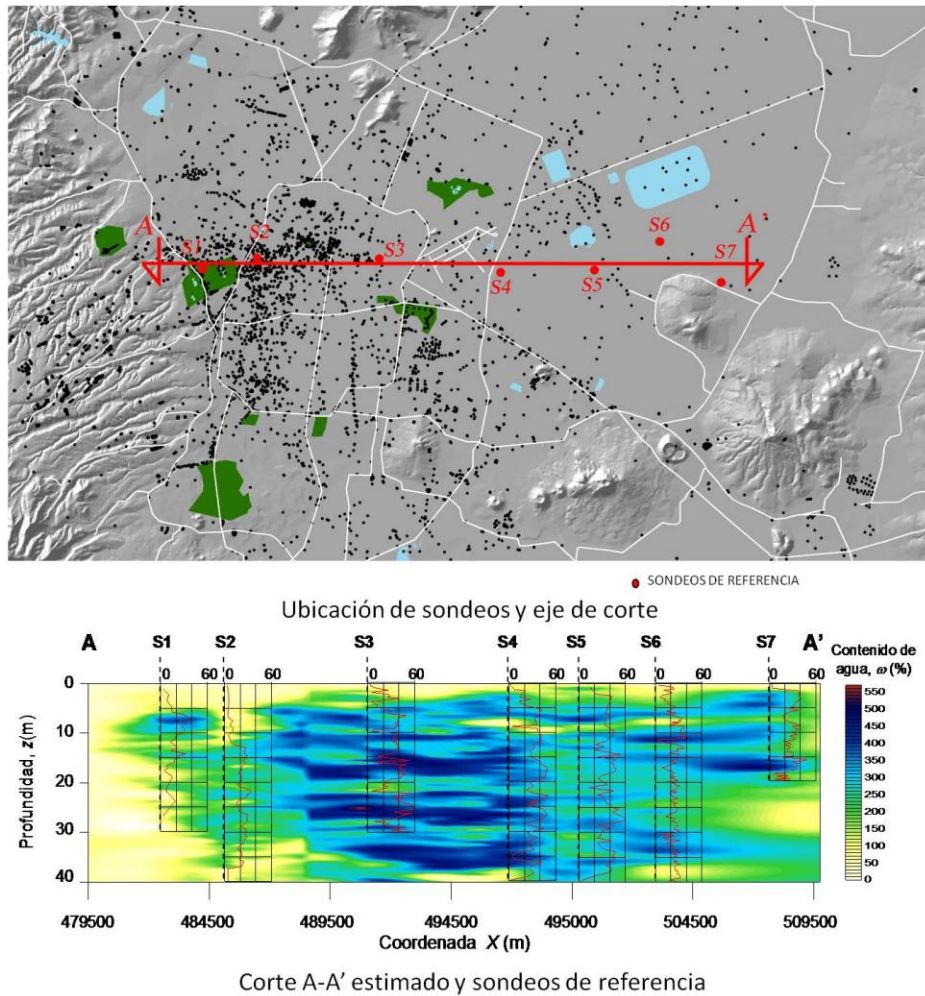 A A'
S1 S2 S3 S4 S5 S6 S7
SONDEOS DE REFERENCIA
Ubicación de sondeos y eje de corte
A S1 S2 S3 S4 S5 S6 S7 A'
0 60 0 60 0 60 0 60 0 60 0 60 0 60
Contenido de
agua, ω (%)
550
500
450
400
350
300
250
200
150
100
50
0
Profundidad, z(m)
0
10
20
30
40
479500 484500 489500 494500 495000 504500 509500
Coordenada X (m)
Corte A-A' estimado y sondeos de referencia